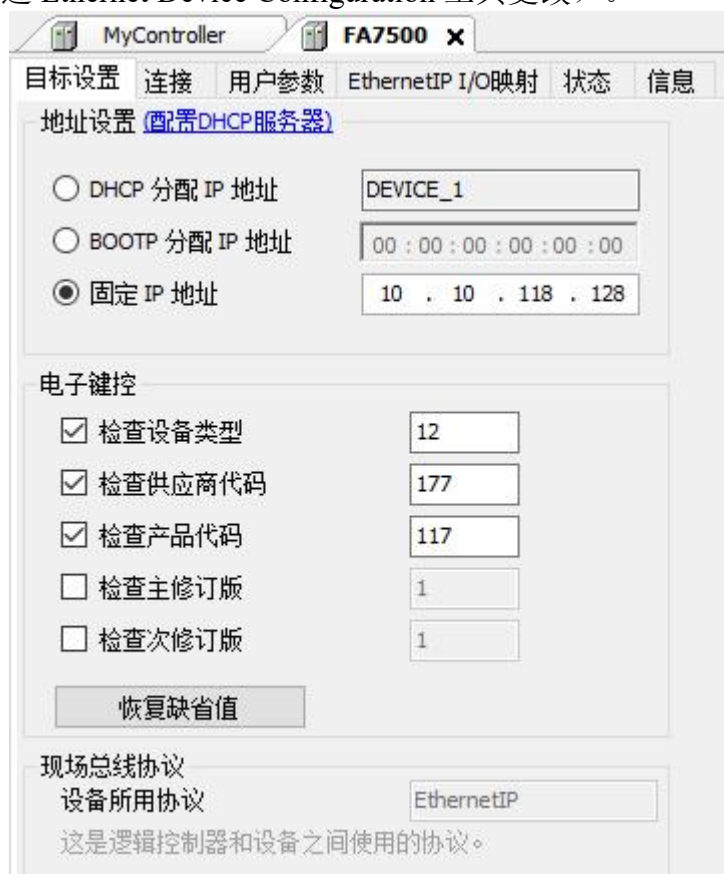 Ethernet Device Configuration 工具更改）。
MyController FA7500
目标设置 连接 用户参数 EthernetIP I/O映射 状态 信息
地址设置 (配置DHCP服务器)
DHCP 分配 IP 地址 DEVICE_1
BOOTP 分配 IP 地址 00 : 00 : 00 : 00 : 00 : 00
固定 IP 地址 10 . 10 . 118 . 128
电子键控
检查设备类型 12
检查供应商代码 177
检查产品代码 117
检查主修订版 1
检查次修订版 1
恢复缺省值
现场总线协议
设备所用协议 EthernetIP
这是逻辑控制器和设备之间使用的协议。